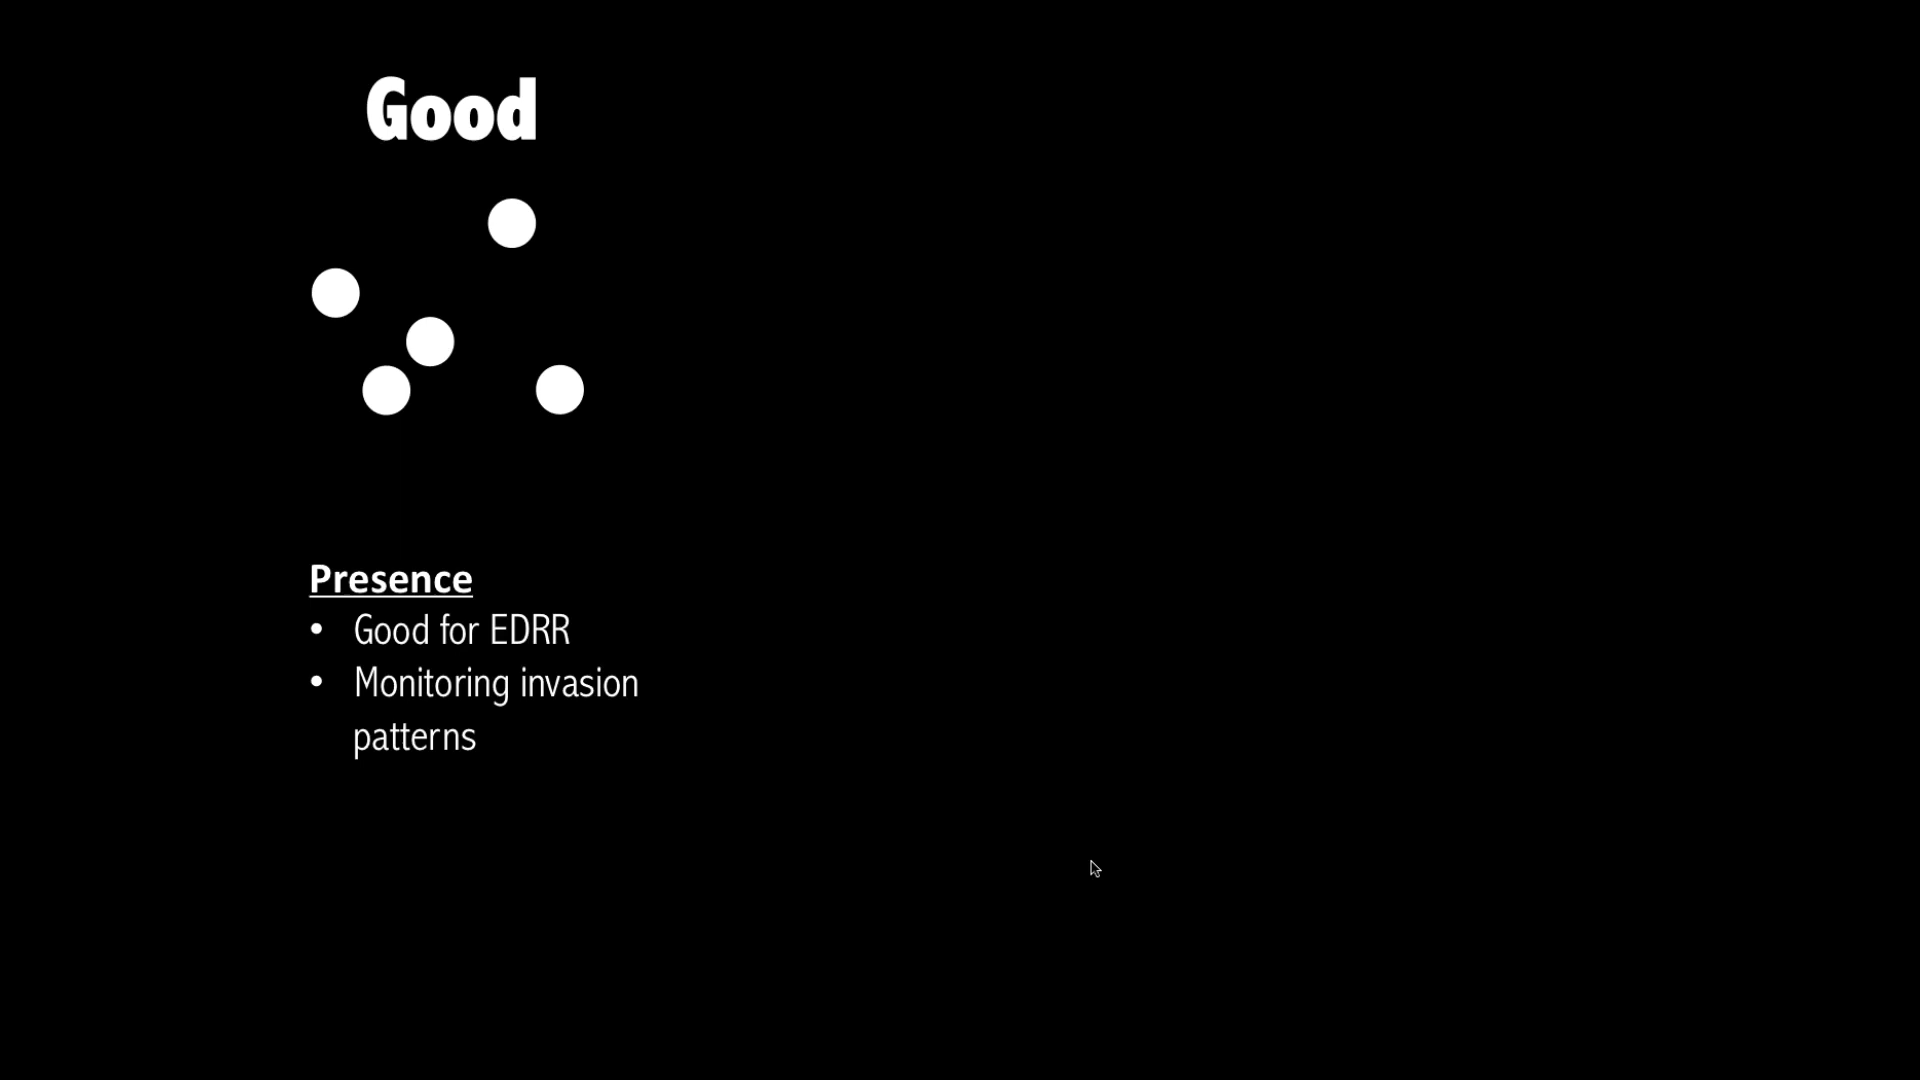 Good
Presence
• Good for EDRR
• Monitoring invasion
patterns